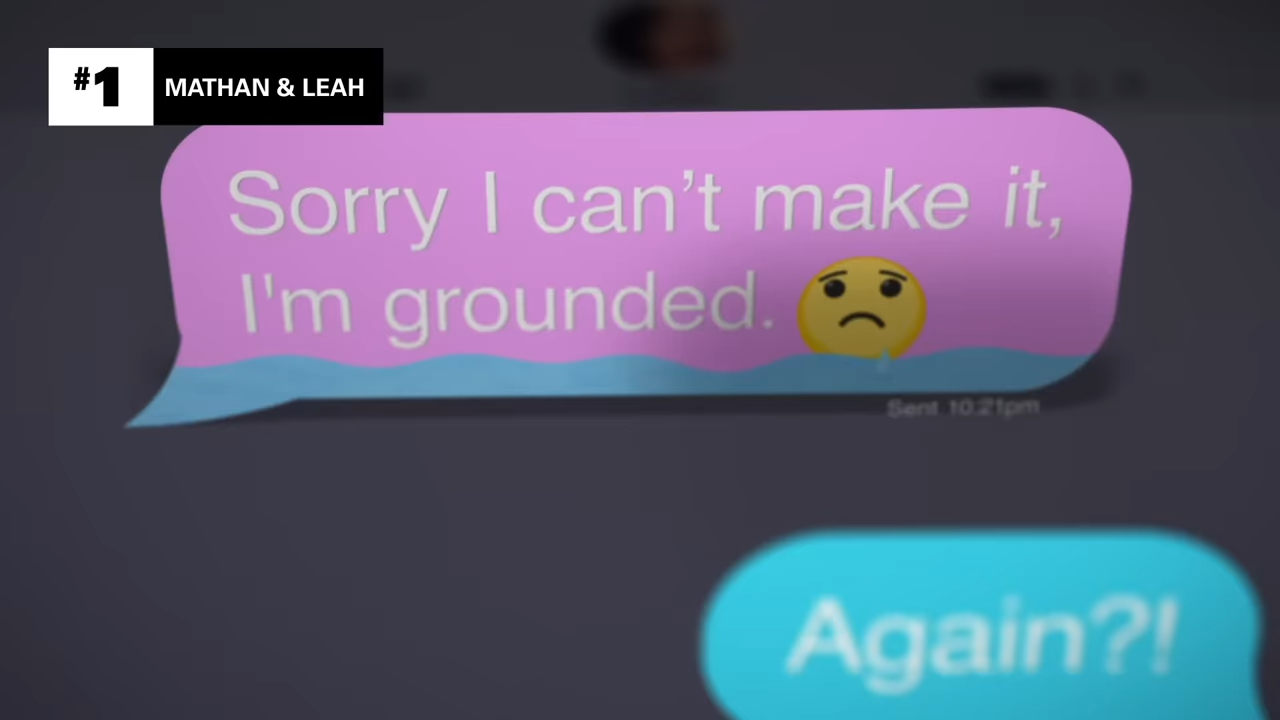 #1 MATHAN & LEAH
Sorry I can’t make it,
I'm grounded.
Sent 10:21pm
Again?!